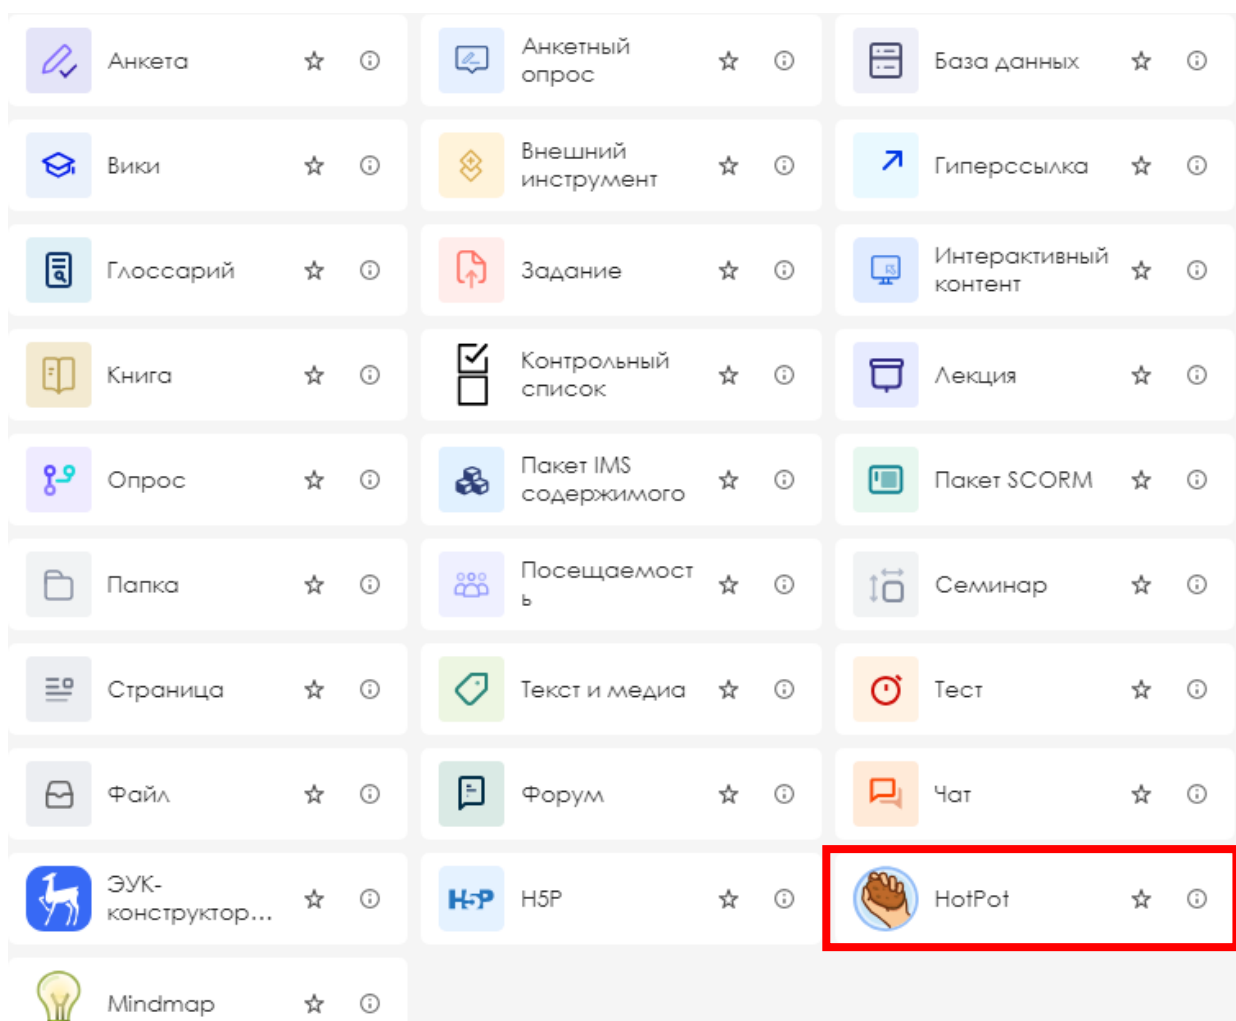 Анкета
Анкетный
опрос
База данных
Вики
Внешний
инструмент
Гиперссылка
Глоссарий
Задание
Интерактивный
контент
Книга
Контрольный
список
Лекция
Опрос
Пакет IMS
содержимого
Пакет SCORM
Папка
Посещаемост
ь
Семинар
Страница
Текст и медиа
Тест
Файл
Форум
Чат
ЭУК-
конструктор...
H5P
H5P
HotPot
Mindmap